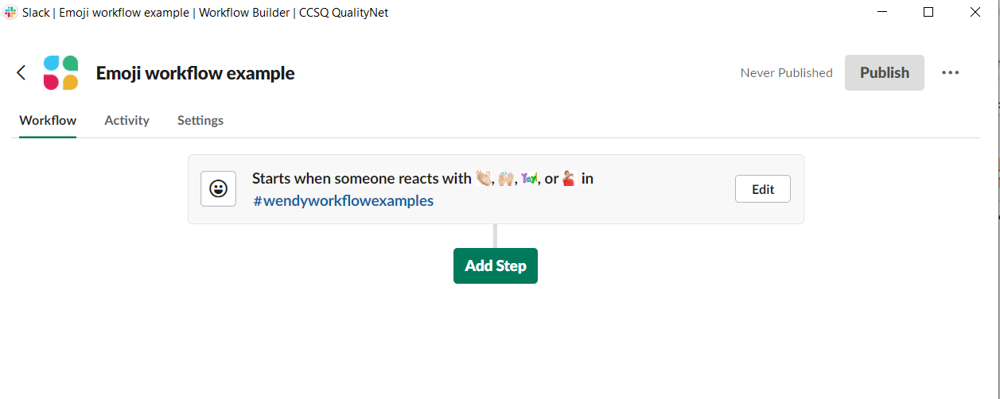 Slack | Emoji workflow example | Workflow Builder | CCSQ QualityNet
Emoji workflow example
Never Published
Publish
Workflow
Activity
Settings
Starts when someone reacts with 👏🏼, 🙌🏼, Yay!, or in
#wendyworkflowexamples
Edit
Add Step